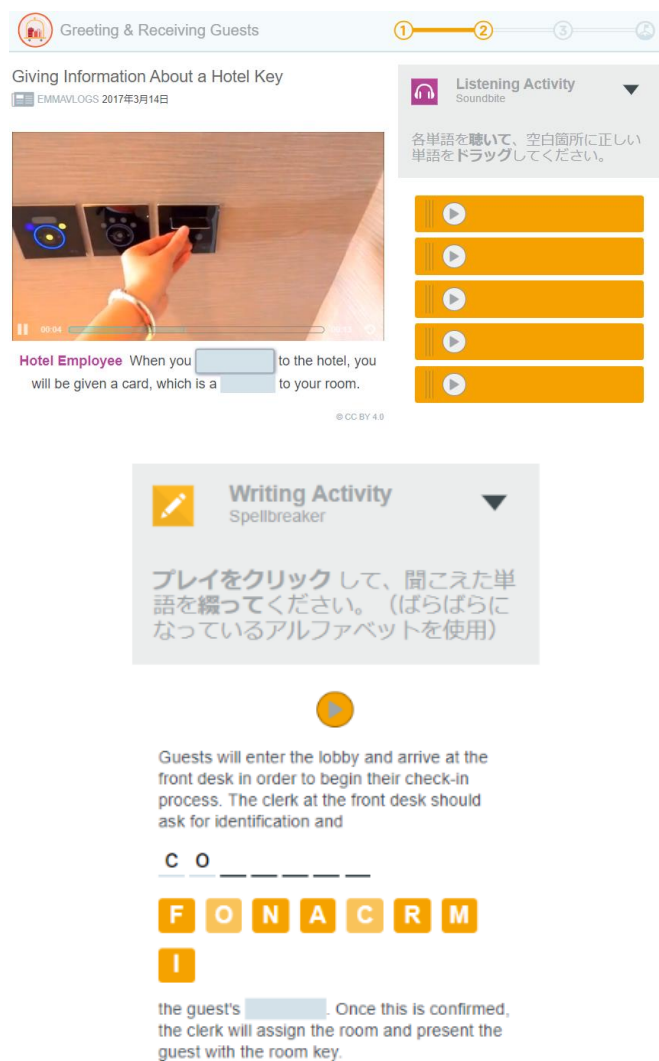 Greeting & Receiving Guests
1
2
3
Giving Information About a Hotel Key
EMMAVLOGS 2017年3月14日
00:04
Hotel Employee When you to the hotel, you
will be given a card, which is a to your room.
CC BY 4.0
Listening Activity
Soundbite
各単語を聴いて、空白箇所に正しい
単語をドラッグしてください。
Writing Activity
Spellbreaker
プレイをクリック して、聞こえた単
語を綴ってください。（ばらばらに
なっているアルファベットを使用）
Guests will enter the lobby and arrive at the
front desk in order to begin their check-in
process. The clerk at the front desk should
ask for identification and
C O _ _ _ _ _
F O N A C R M
I
the guest's . Once this is confirmed,
the clerk will assign the room and present the
guest with the room key.